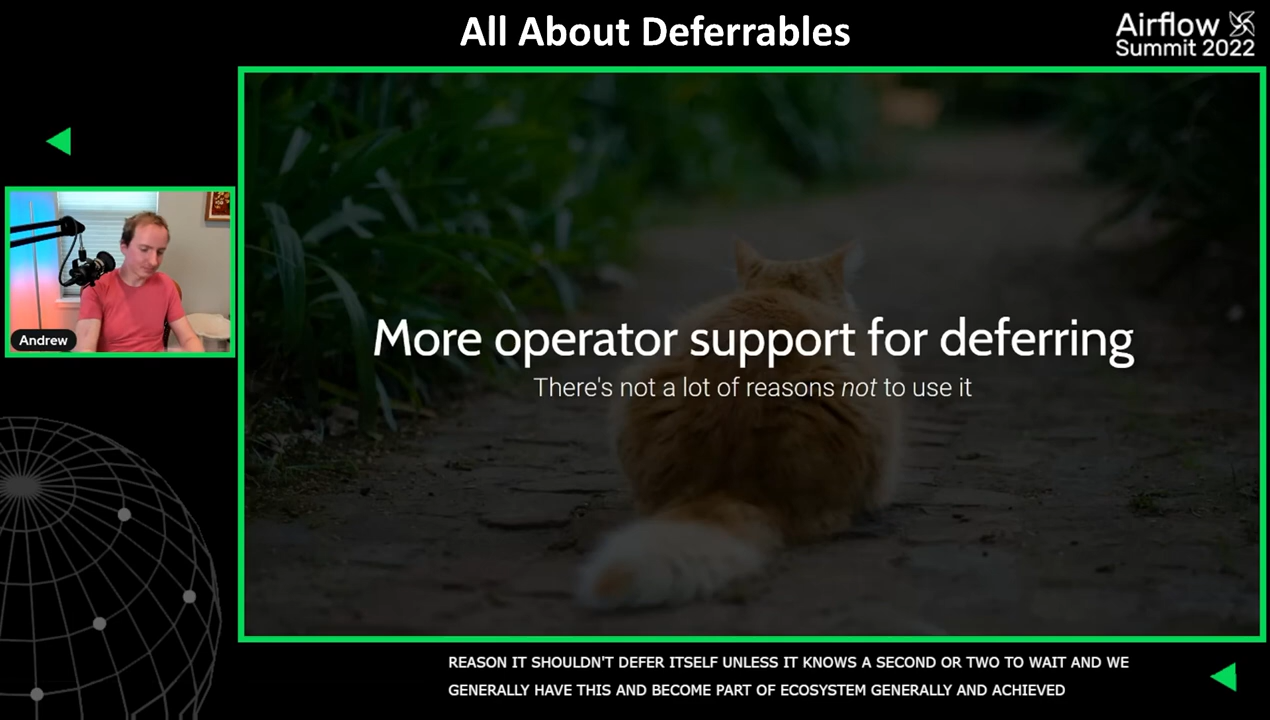 All About Deferrables
Airflow
Summit 2022
Andrew
More operator support for deferring
There's not a lot of reasons not to use it
REASON IT SHOULDN'T DEFER ITSELF UNLESS IT KNOWS A SECOND OR TWO TO WAIT AND WE
GENERALLY HAVE THIS AND BECOME PART OF ECOSYSTEM GENERALLY AND ACHIEVED